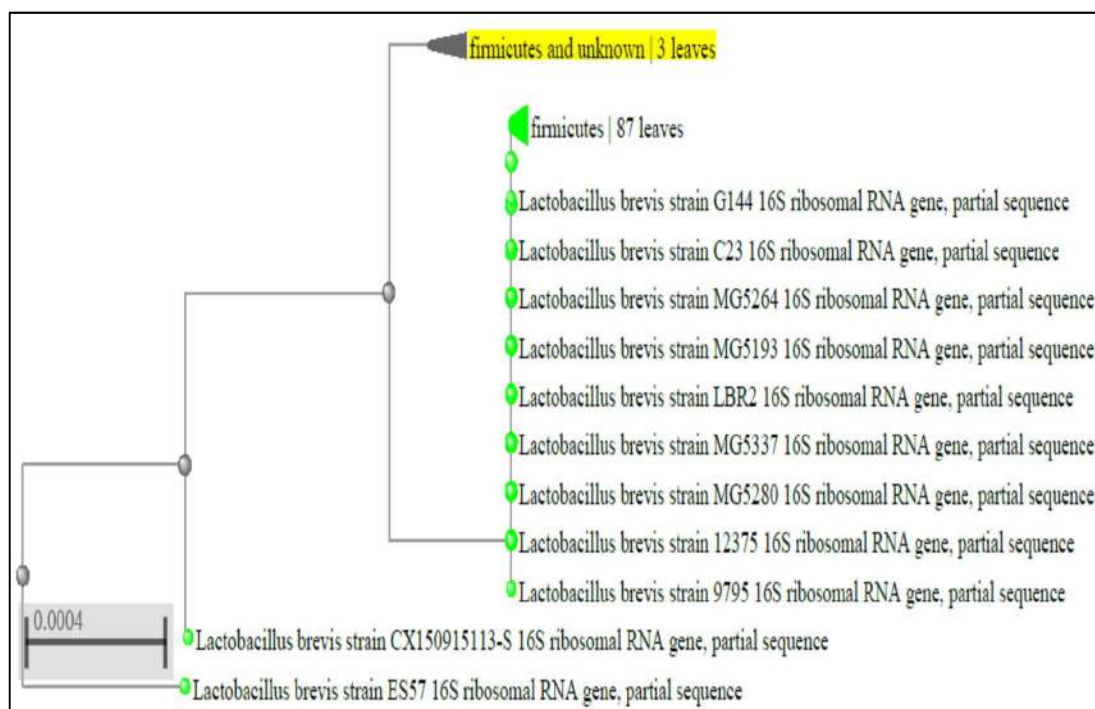 firmicutes and unknown | 3 leaves
firmicutes | 87 leaves
Lactobacillus brevis strain G144 16S ribosomal RNA gene, partial sequence
Lactobacillus brevis strain C23 16S ribosomal RNA gene, partial sequence
Lactobacillus brevis strain MG5264 16S ribosomal RNA gene, partial sequence
Lactobacillus brevis strain MG5193 16S ribosomal RNA gene, partial sequence
Lactobacillus brevis strain LBR2 16S ribosomal RNA gene, partial sequence
Lactobacillus brevis strain MG5337 16S ribosomal RNA gene, partial sequence
Lactobacillus brevis strain MG5280 16S ribosomal RNA gene, partial sequence
Lactobacillus brevis strain 12375 16S ribosomal RNA gene, partial sequence
Lactobacillus brevis strain 9795 16S ribosomal RNA gene, partial sequence
0.0004
Lactobacillus brevis strain CX150915113-S 16S ribosomal RNA gene, partial sequence
Lactobacillus brevis strain ES57 16S ribosomal RNA gene, partial sequence